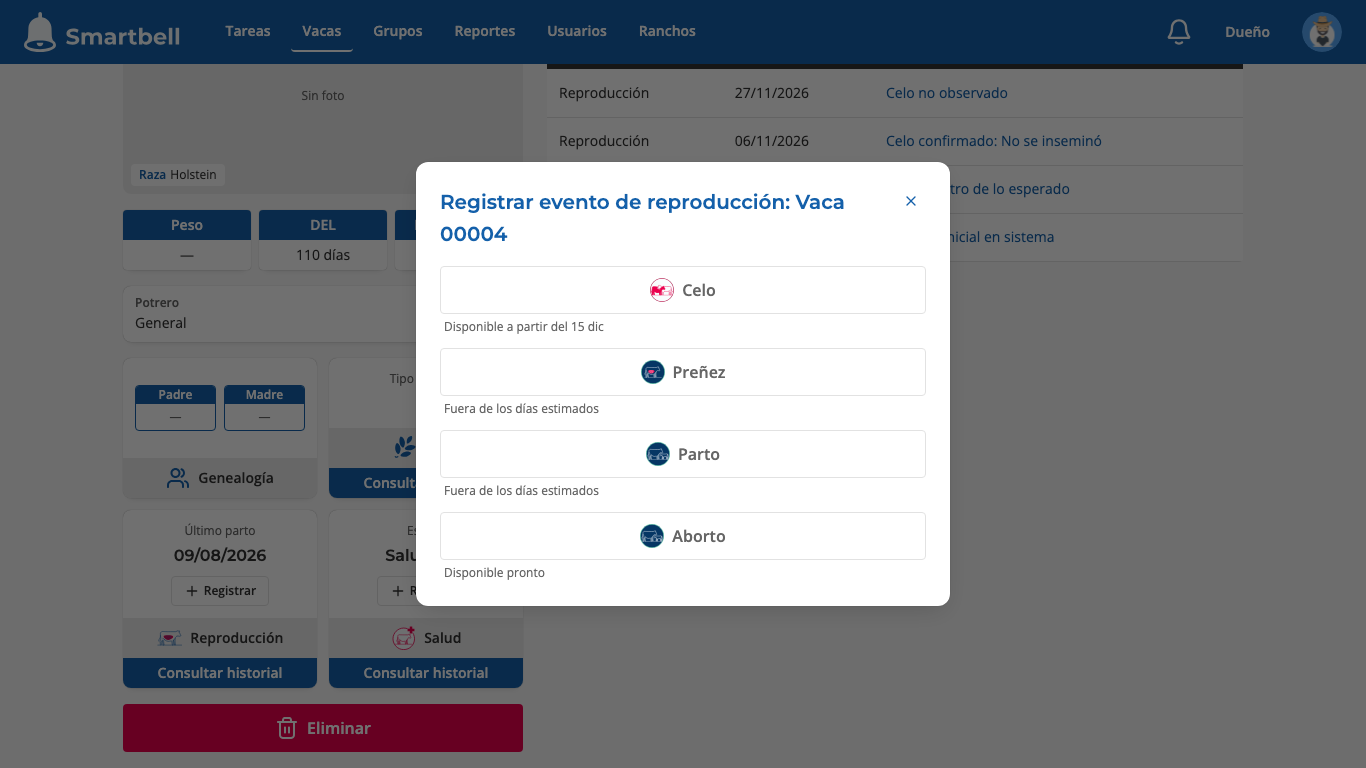 Smartbell
Tareas
Vacas
Grupos
Reportes
Usuarios
Ranchos
Dueño
Sin foto
Raza Holstein
Peso
—
DEL
110 días
Potrero
General
Padre
—
Madre
—
Genealogía
Tipo
Consult
Último parto
09/08/2026
+ Registrar
Reproducción
Consultar historial
Salud
Consultar historial
Eliminar
Reproducción 27/11/2026 Celo no observado
Reproducción 06/11/2026 Celo confirmado: No se inseminó
tro de lo esperado
nicial en sistema
Registrar evento de reproducción: Vaca
00004
×
Celo
Disponible a partir del 15 dic
Preñez
Fuera de los días estimados
Parto
Fuera de los días estimados
Aborto
Disponible pronto